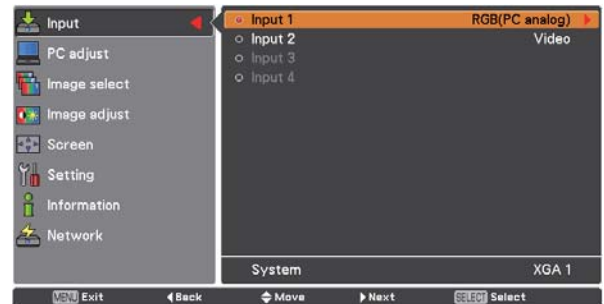 Input
PC adjust
Image select
Image adjust
Screen
Setting
Information
Network
Input 1 RGB(PC analog)
Input 2 Video
Input 3
Input 4
System XGA 1
MENU Exit Back Move Next SELECT Select